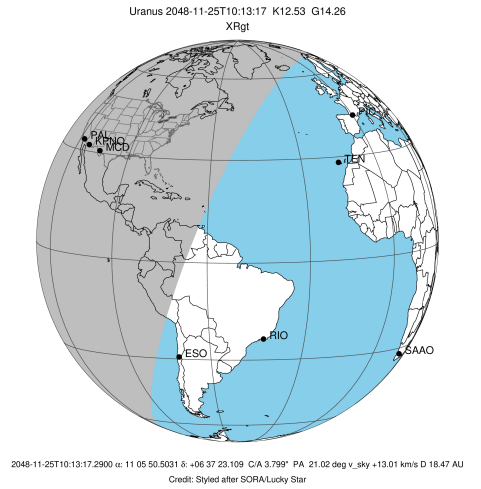 Uranus 2048-11-25T10:13:17 K12.53 G14.26
XRgt
PAL
KPNO
MCD
PIC
TEN
ESO
RIO
SAAO
2048-11-25T10:13:17.2900 α: 11 05 50.5031 δ: +06 37 23.109 C/A 3.799" PA 21.02 deg v_sky +13.01 km/s D 18.47 AU
Credit: Styled after SORA/Lucky Star